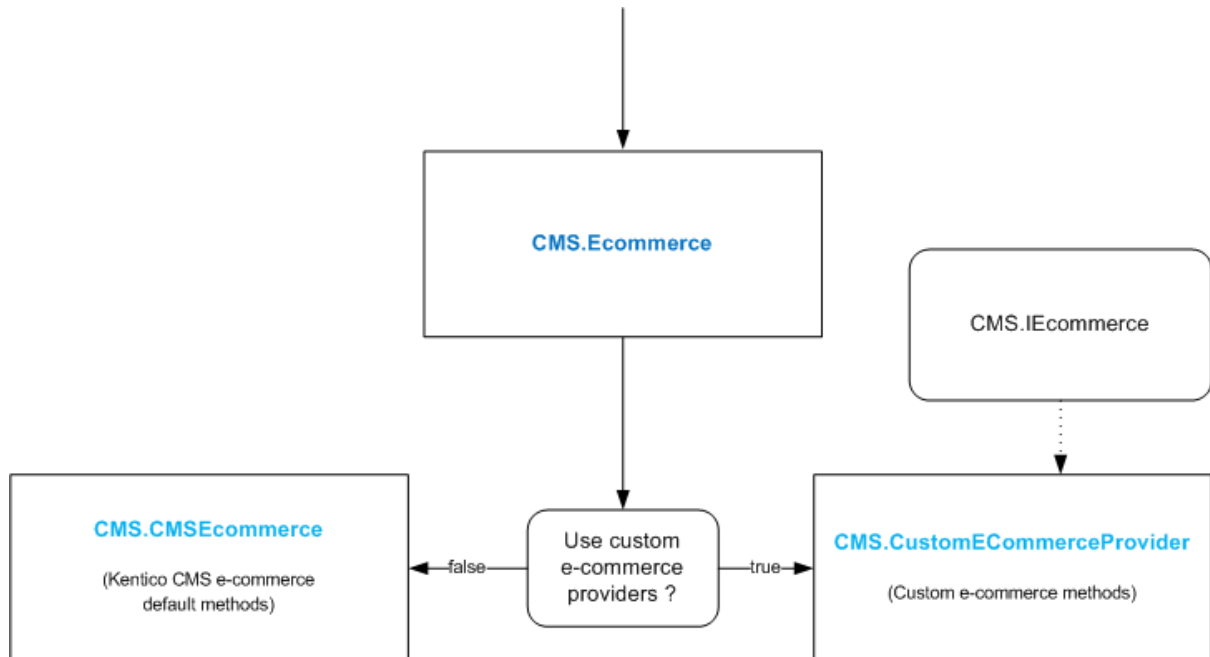 CMS.Ecommerce
CMS.IEcommerce
CMS.CMSEcommerce
(Kentico CMS e-commerce
default methods)
false
Use custom
e-commerce
providers ?
true
CMS.CustomECommerceProvider
(Custom e-commerce methods)